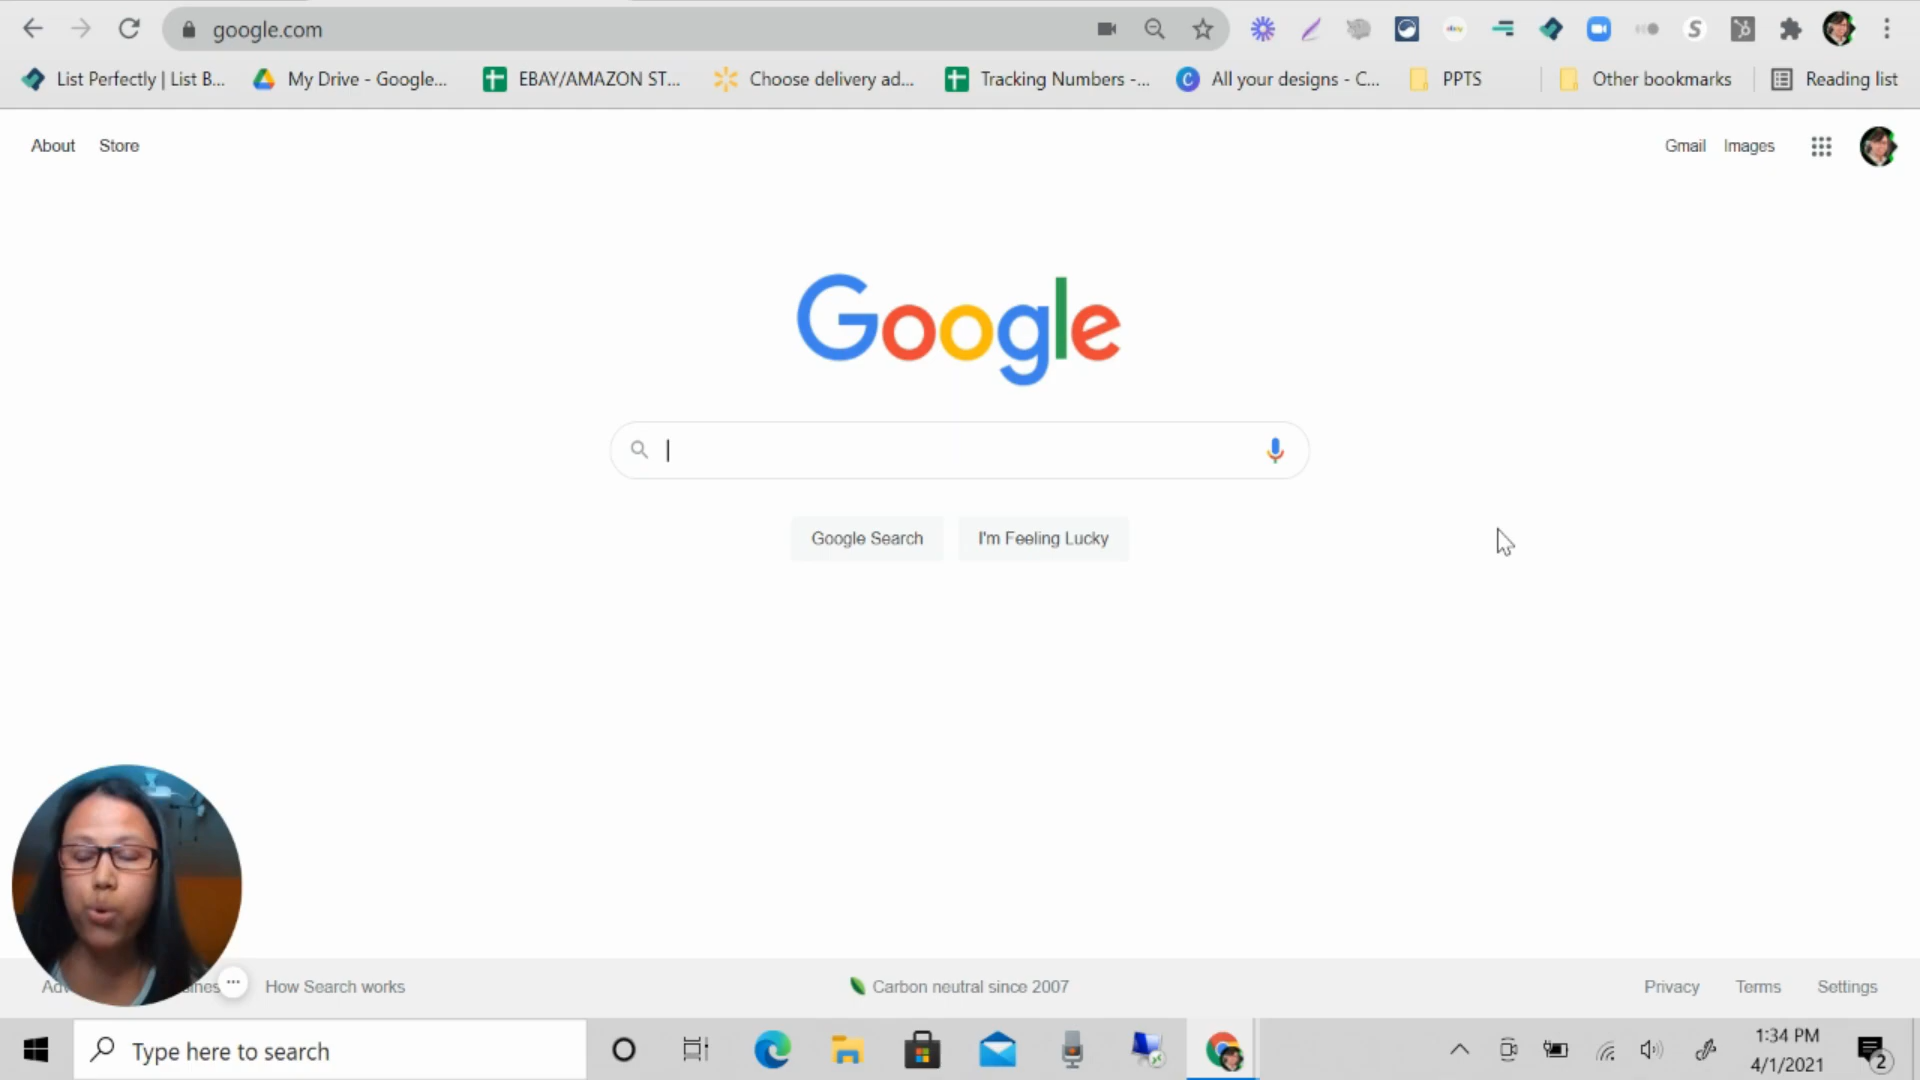 google.com
List Perfectly | List B...
My Drive - Google...
EBAY/AMAZON ST...
Choose delivery ad...
Tracking Numbers -...
All your designs - C...
PPTS
Other bookmarks
Reading list
About
Store
Gmail
Images
Google
Google Search
I'm Feeling Lucky
How Search works
Carbon neutral since 2007
Privacy
Terms
Settings
Type here to search
1:34 PM
4/1/2021
2